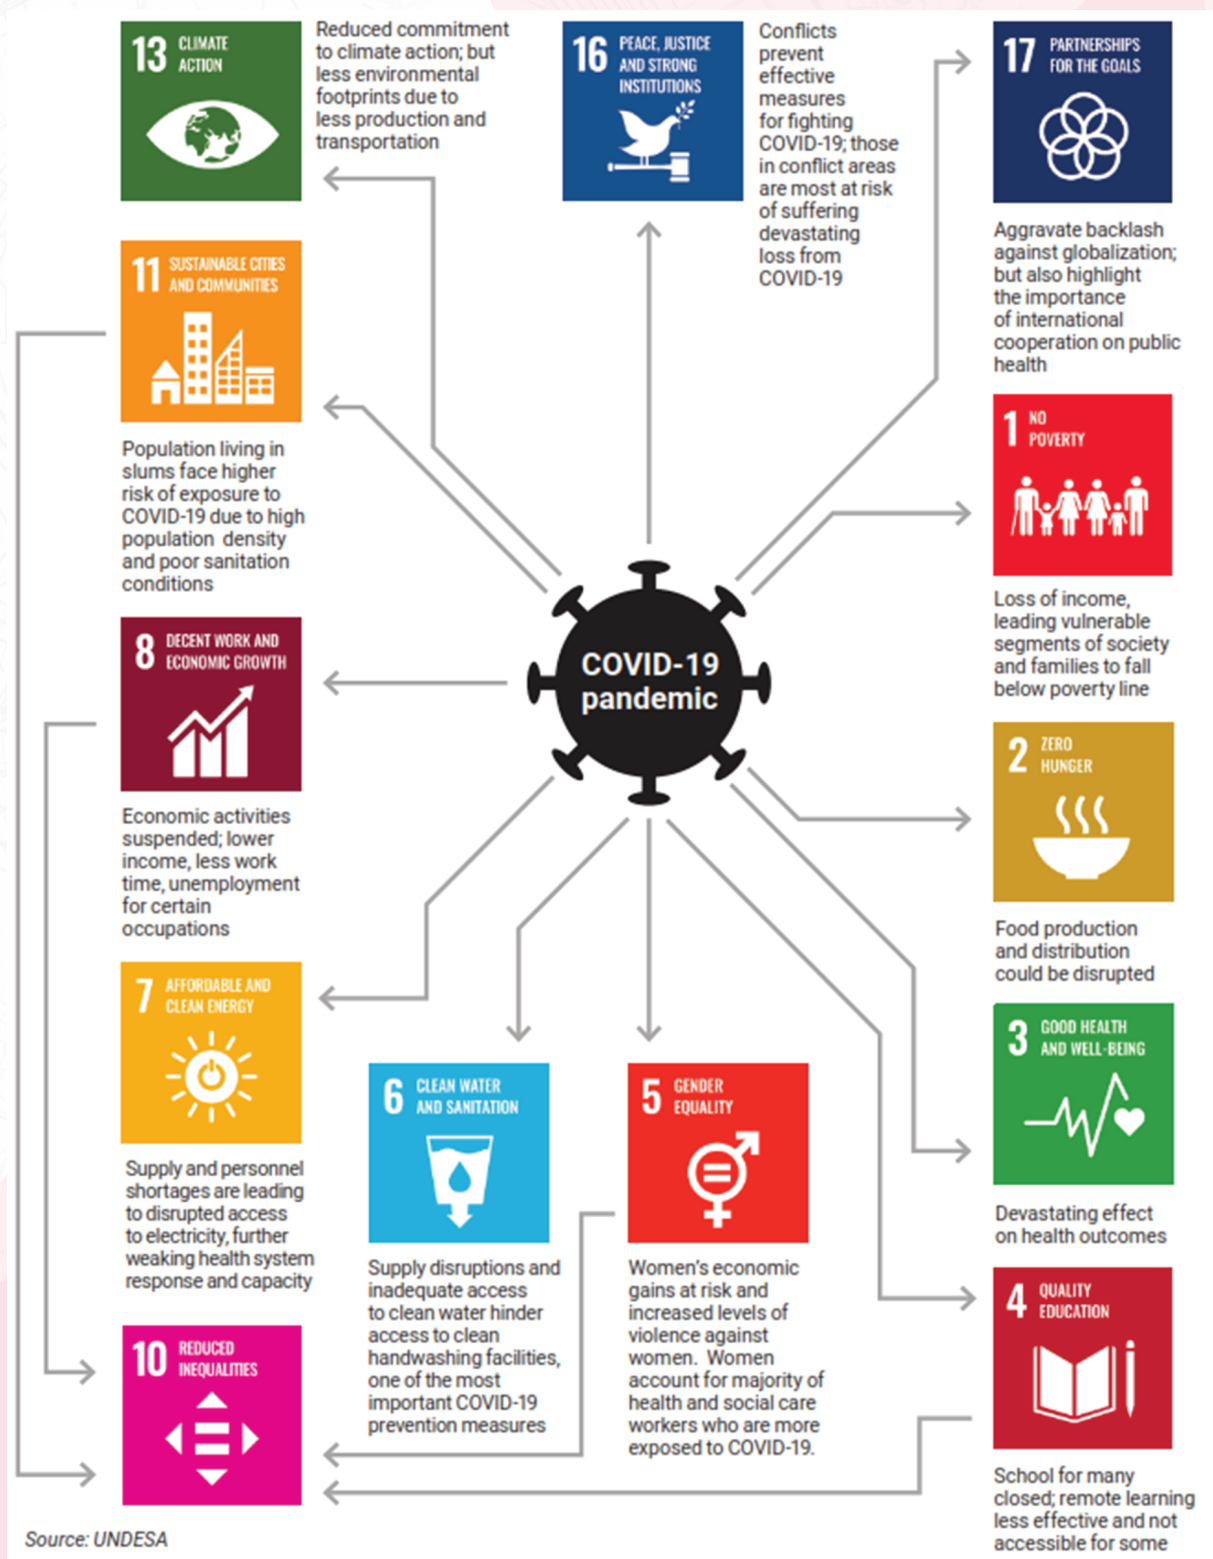 13 CLIMATE
ACTION
Reduced commitment
to climate action; but
less environmental
footprints due to
less production and
transportation
16 PEACE, JUSTICE
AND STRONG
INSTITUTIONS
Conflicts
prevent
effective
measures
for fighting
COVID-19; those
in conflict areas
are most at risk
of suffering
devastating
loss from
COVID-19
17 PARTNERSHIPS
FOR THE GOALS
Aggravate backlash
against globalization;
but also highlight
the importance
of international
cooperation on public
health
11 SUSTAINABLE CITIES
AND COMMUNITIES
Population living in
slums face higher
risk of exposure to
COVID-19 due to high
population density
and poor sanitation
conditions
1 NO
POVERTY
Loss of income,
leading vulnerable
segments of society
and families to fall
below poverty line
COVID-19
pandemic
8 DECENT WORK AND
ECONOMIC GROWTH
Economic activities
suspended; lower
income, less work
time, unemployment
for certain
occupations
2 ZERO
HUNGER
Food production
and distribution
could be disrupted
7 AFFORDABLE AND
CLEAN ENERGY
Supply and personnel
shortages are leading
to disrupted access
to electricity, further
weaking health system
response and capacity
6 CLEAN WATER
AND SANITATION
Supply disruptions and
inadequate access
to clean water hinder
access to clean
handwashing facilities,
one of the most
important COVID-19
prevention measures
5 GENDER
EQUALITY
Women's economic
gains at risk and
increased levels of
violence against
women. Women
account for majority of
health and social care
workers who are more
exposed to COVID-19.
3 GOOD HEALTH
AND WELL-BEING
Devastating effect
on health outcomes
4 QUALITY
EDUCATION
School for many
closed; remote learning
less effective and not
accessible for some
10 REDUCED
INEQUALITIES
Source: UNDESA